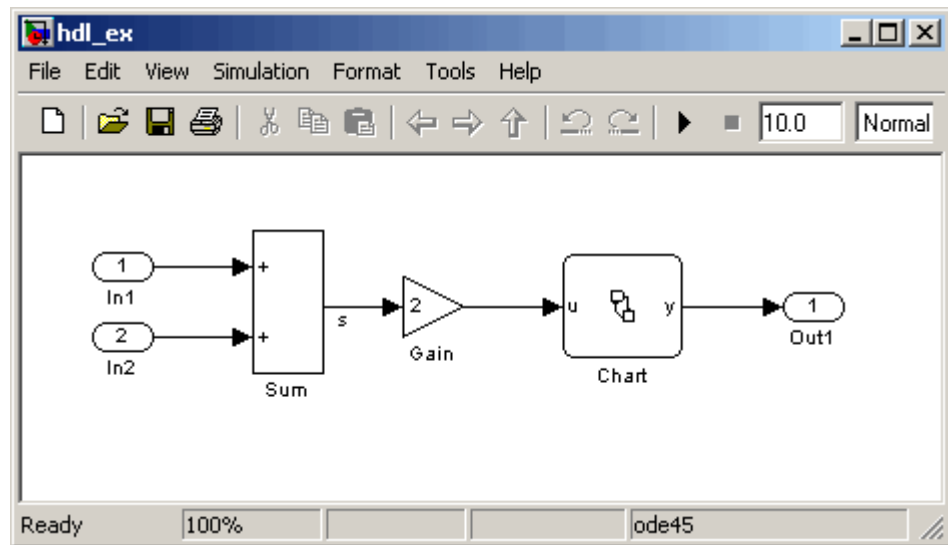 hdl_ex
File Edit View Simulation Format Tools Help
10.0 Normal
1
+
In1
s
2
u
y
1
2
+
Gain
Out1
In2
Chart
Sum
Ready 100% ode45